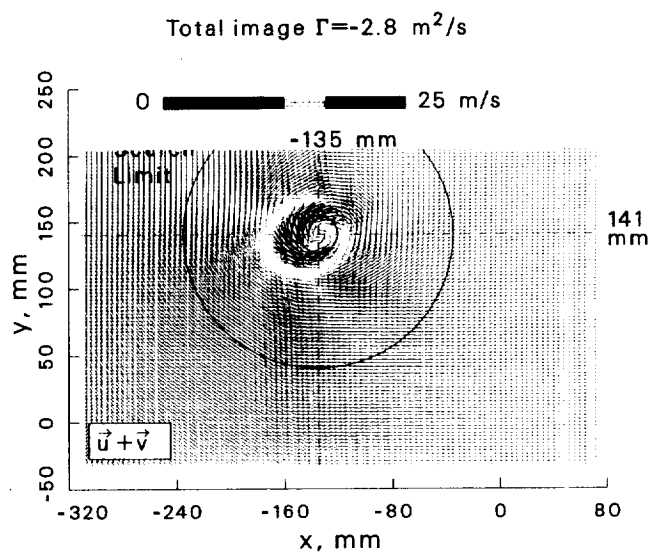 Total image Γ=-2.8 m²/s
0 25 m/s
-135 mm
250
200
150
100
50
0
-50
y, mm
Limit
141
mm
u⃗ + v⃗
-320 -240 -160 -80 0 80
x, mm